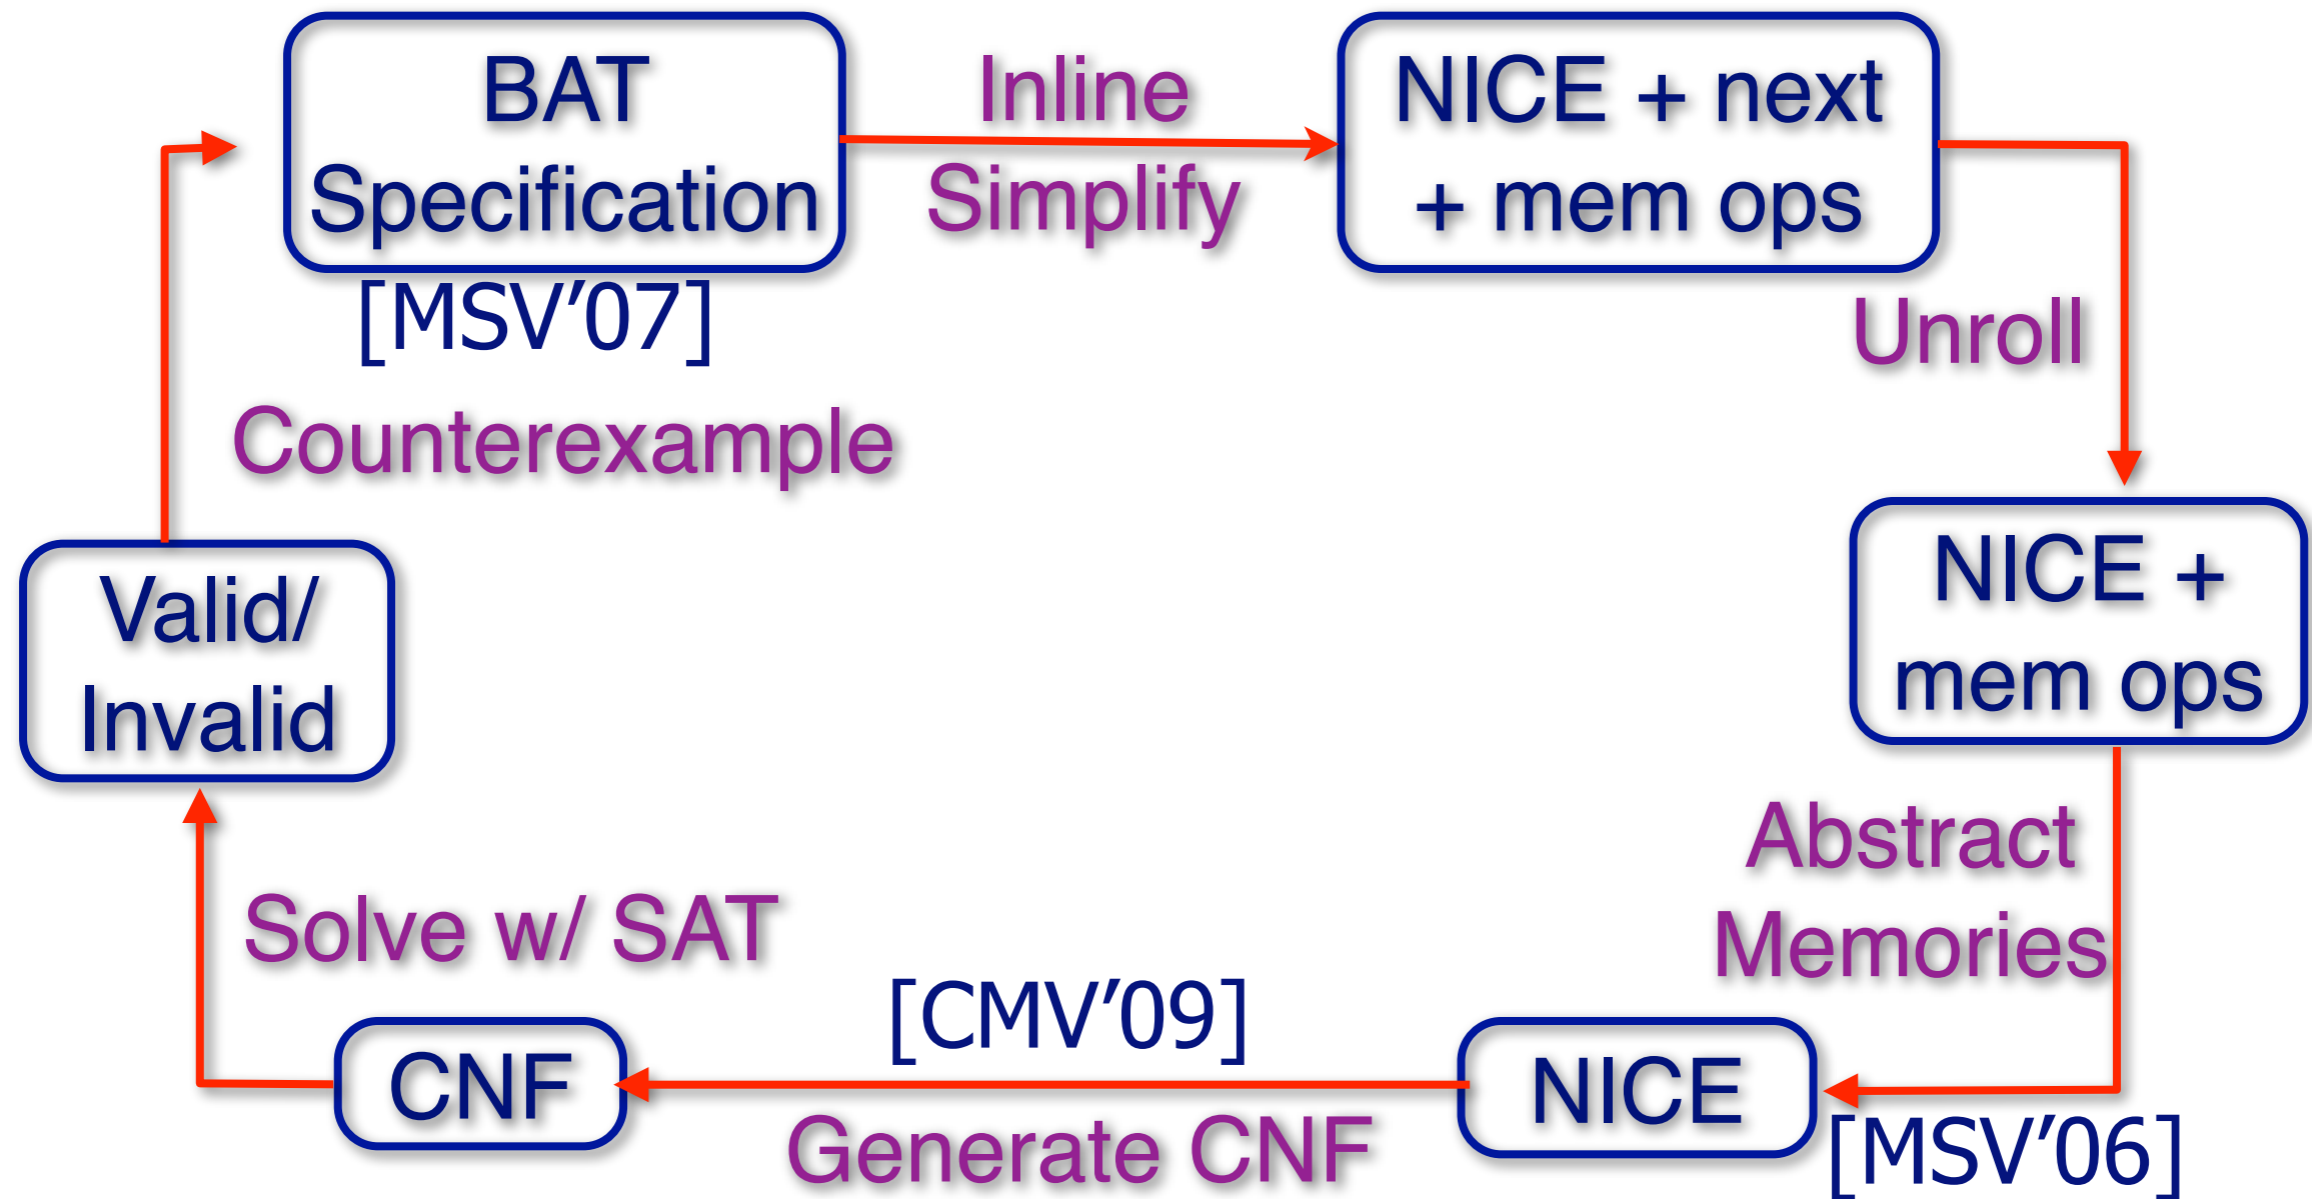 BAT
Specification
[MSV’07]
Inline
Simplify
NICE + next
+ mem ops
Unroll
NICE +
mem ops
Abstract
Memories
[MSV’06]
NICE
[CMV’09]
Generate CNF
CNF
Solve w/ SAT
Valid/
Invalid
Counterexample